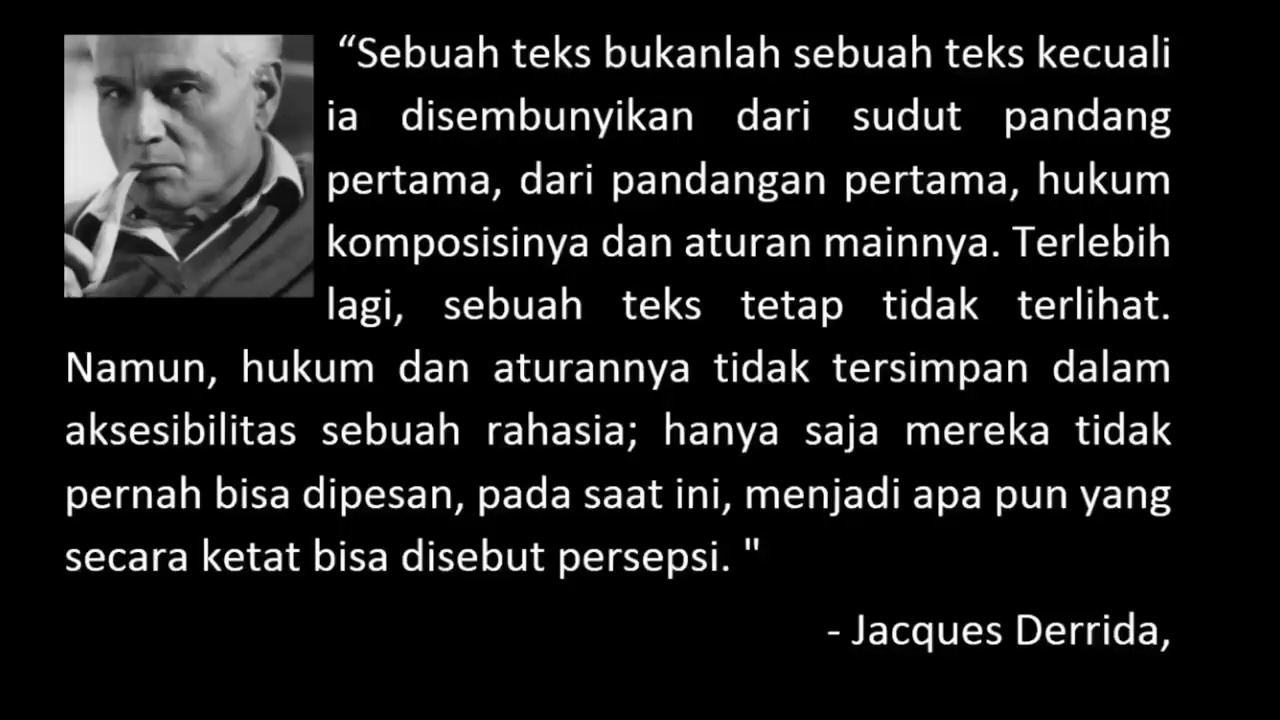 “Sebuah teks bukanlah sebuah teks kecuali
ia disembunyikan dari sudut pandang
pertama, dari pandangan pertama, hukum
komposisinya dan aturan mainnya. Terlebih
lagi, sebuah teks tetap tidak terlihat.
Namun, hukum dan aturannya tidak tersimpan dalam
aksesibilitas sebuah rahasia; hanya saja mereka tidak
pernah bisa dipesan, pada saat ini, menjadi apa pun yang
secara ketat bisa disebut persepsi. "
- Jacques Derrida,